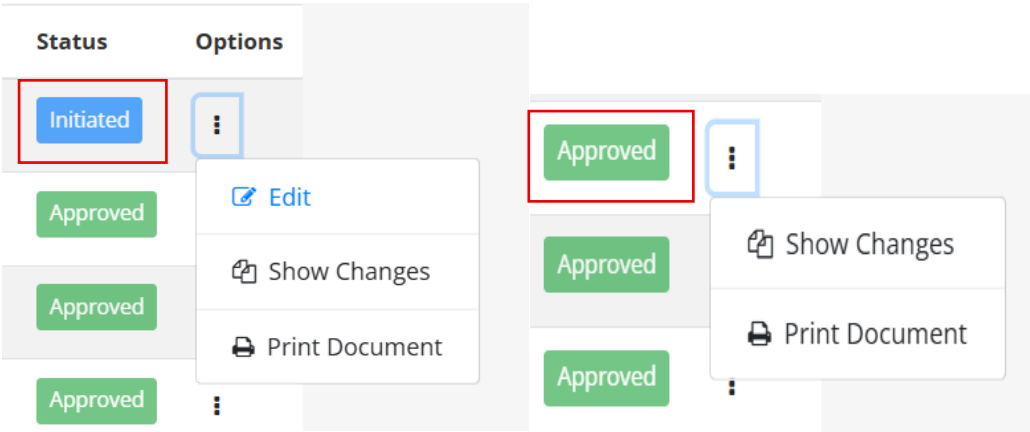 Status Options
Initiated
Edit
Approved
Show Changes
Approved
Print Document
Approved
Approved
Show Changes
Approved
Print Document
Approved